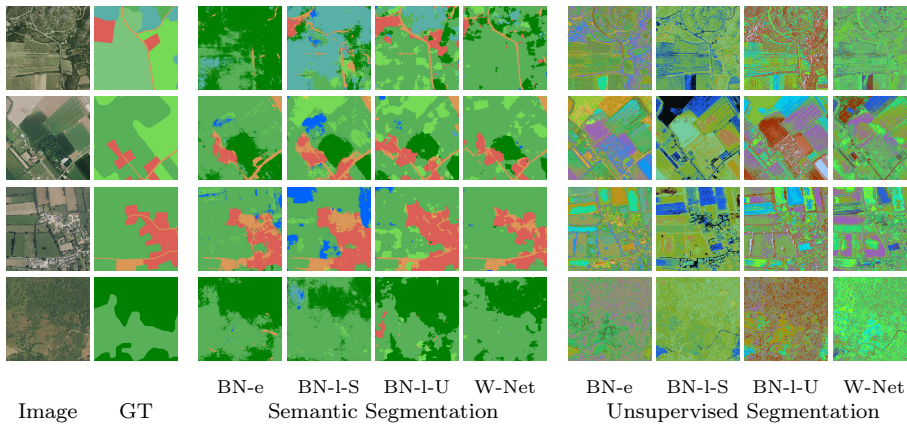 BN-e BN-l-S BN-l-U W-Net BN-e BN-l-S BN-l-U W-Net
Image GT Semantic Segmentation Unsupervised Segmentation